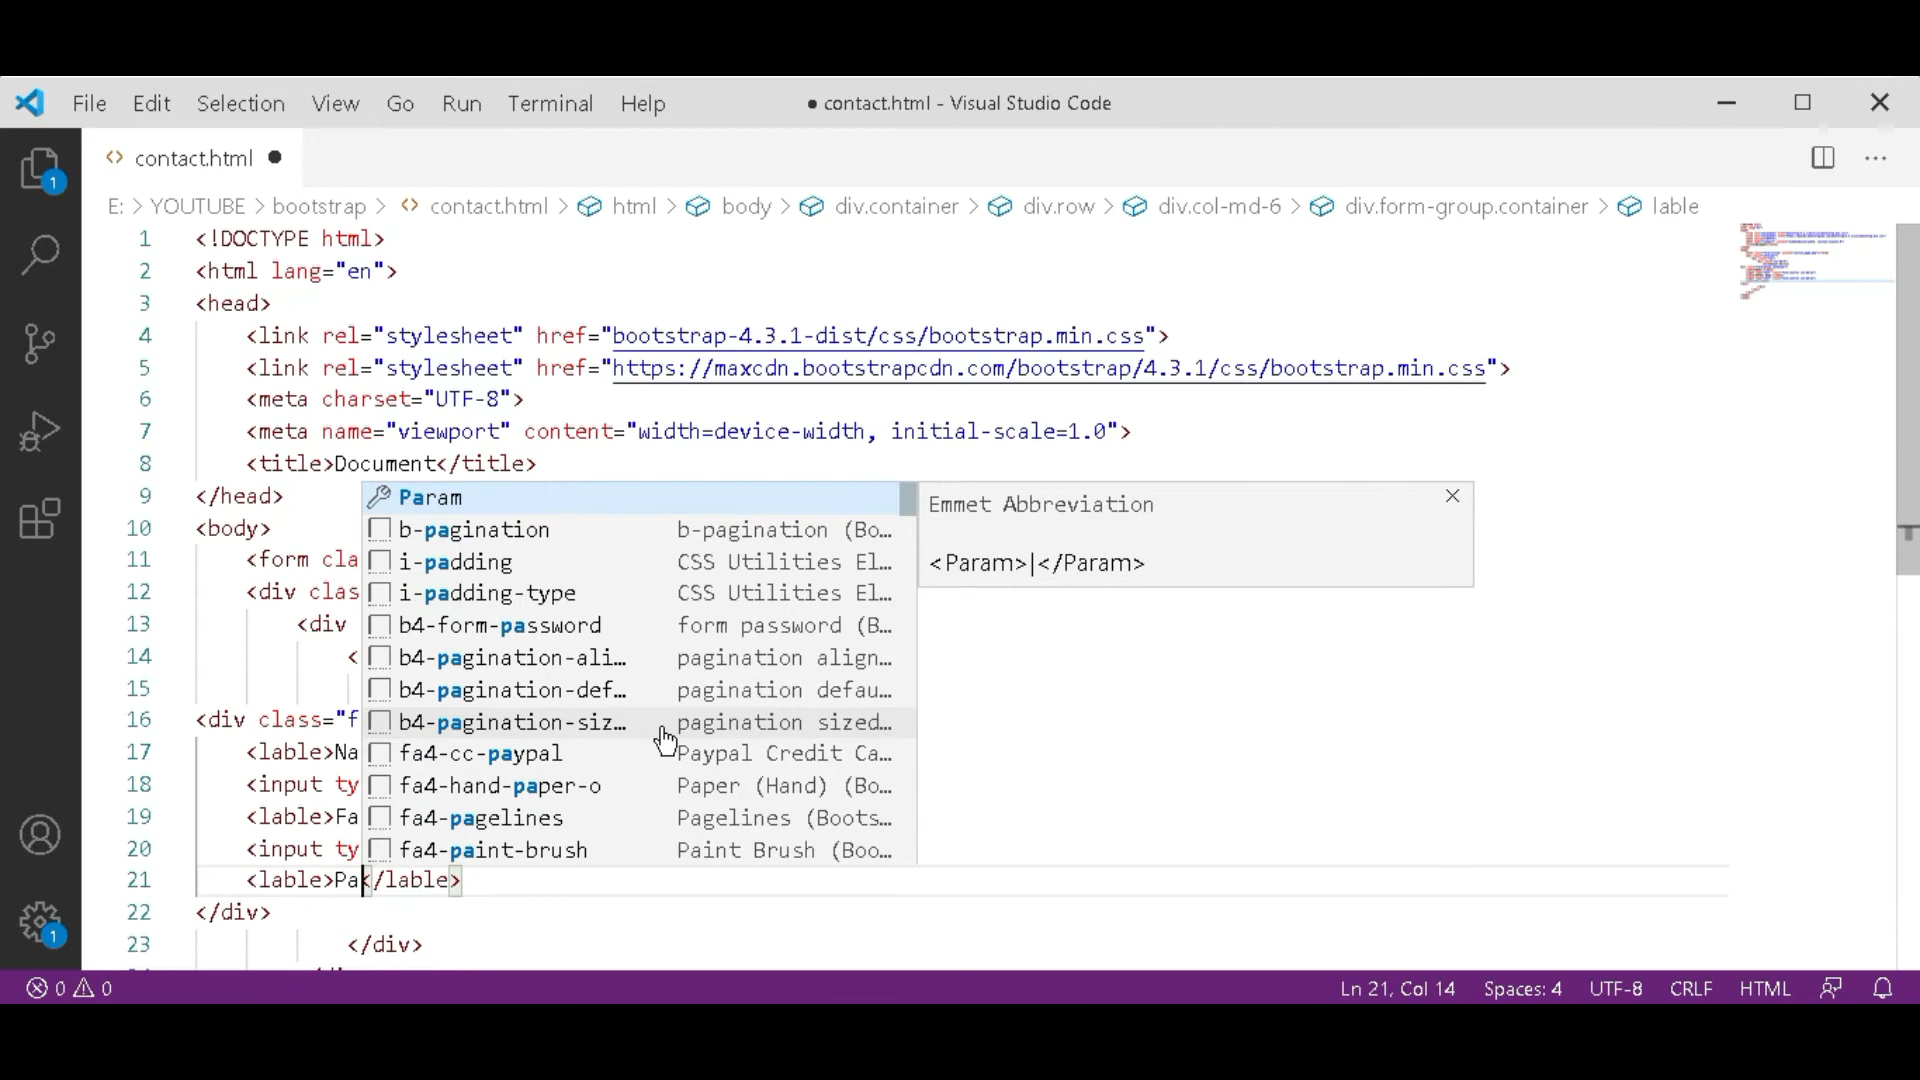 File Edit Selection View Go Run Terminal Help ● contact.html - Visual Studio Code
<> contact.html ●
E: > YOUTUBE > bootstrap > <> contact.html > html > body > div.container > div.row > div.col-md-6 > div.form-group.container > lable
1 <!DOCTYPE html>
2 <html lang="en">
3 <head>
4 <link rel="stylesheet" href="bootstrap-4.3.1-dist/css/bootstrap.min.css">
5 <link rel="stylesheet" href="https://maxcdn.bootstrapcdn.com/bootstrap/4.3.1/css/bootstrap.min.css">
6 <meta charset="UTF-8">
7 <meta name="viewport" content="width=device-width, initial-scale=1.0">
8 <title>Document</title>
9 </head>
10 <body>
11 <form cla
12 <div clas
13 <div
14 <
15
16 <div class="f
17 <lable>Na
18 <input ty
19 <lable>Fa
20 <input ty
21 <lable>Pa</lable>
22 </div>
23 </div>
Param
b-pagination b-pagination (Bo…
i-padding CSS Utilities El…
i-padding-type CSS Utilities El…
b4-form-password form password (B…
b4-pagination-ali… pagination align…
b4-pagination-def… pagination defau…
b4-pagination-siz… pagination sized…
fa4-cc-paypal Paypal Credit Ca…
fa4-hand-paper-o Paper (Hand) (Bo…
fa4-pagelines Pagelines (Boots…
fa4-paint-brush Paint Brush (Boo…
Emmet Abbreviation
<Param>|</Param>
1
1
0 0 Ln 21, Col 14 Spaces: 4 UTF-8 CRLF HTML